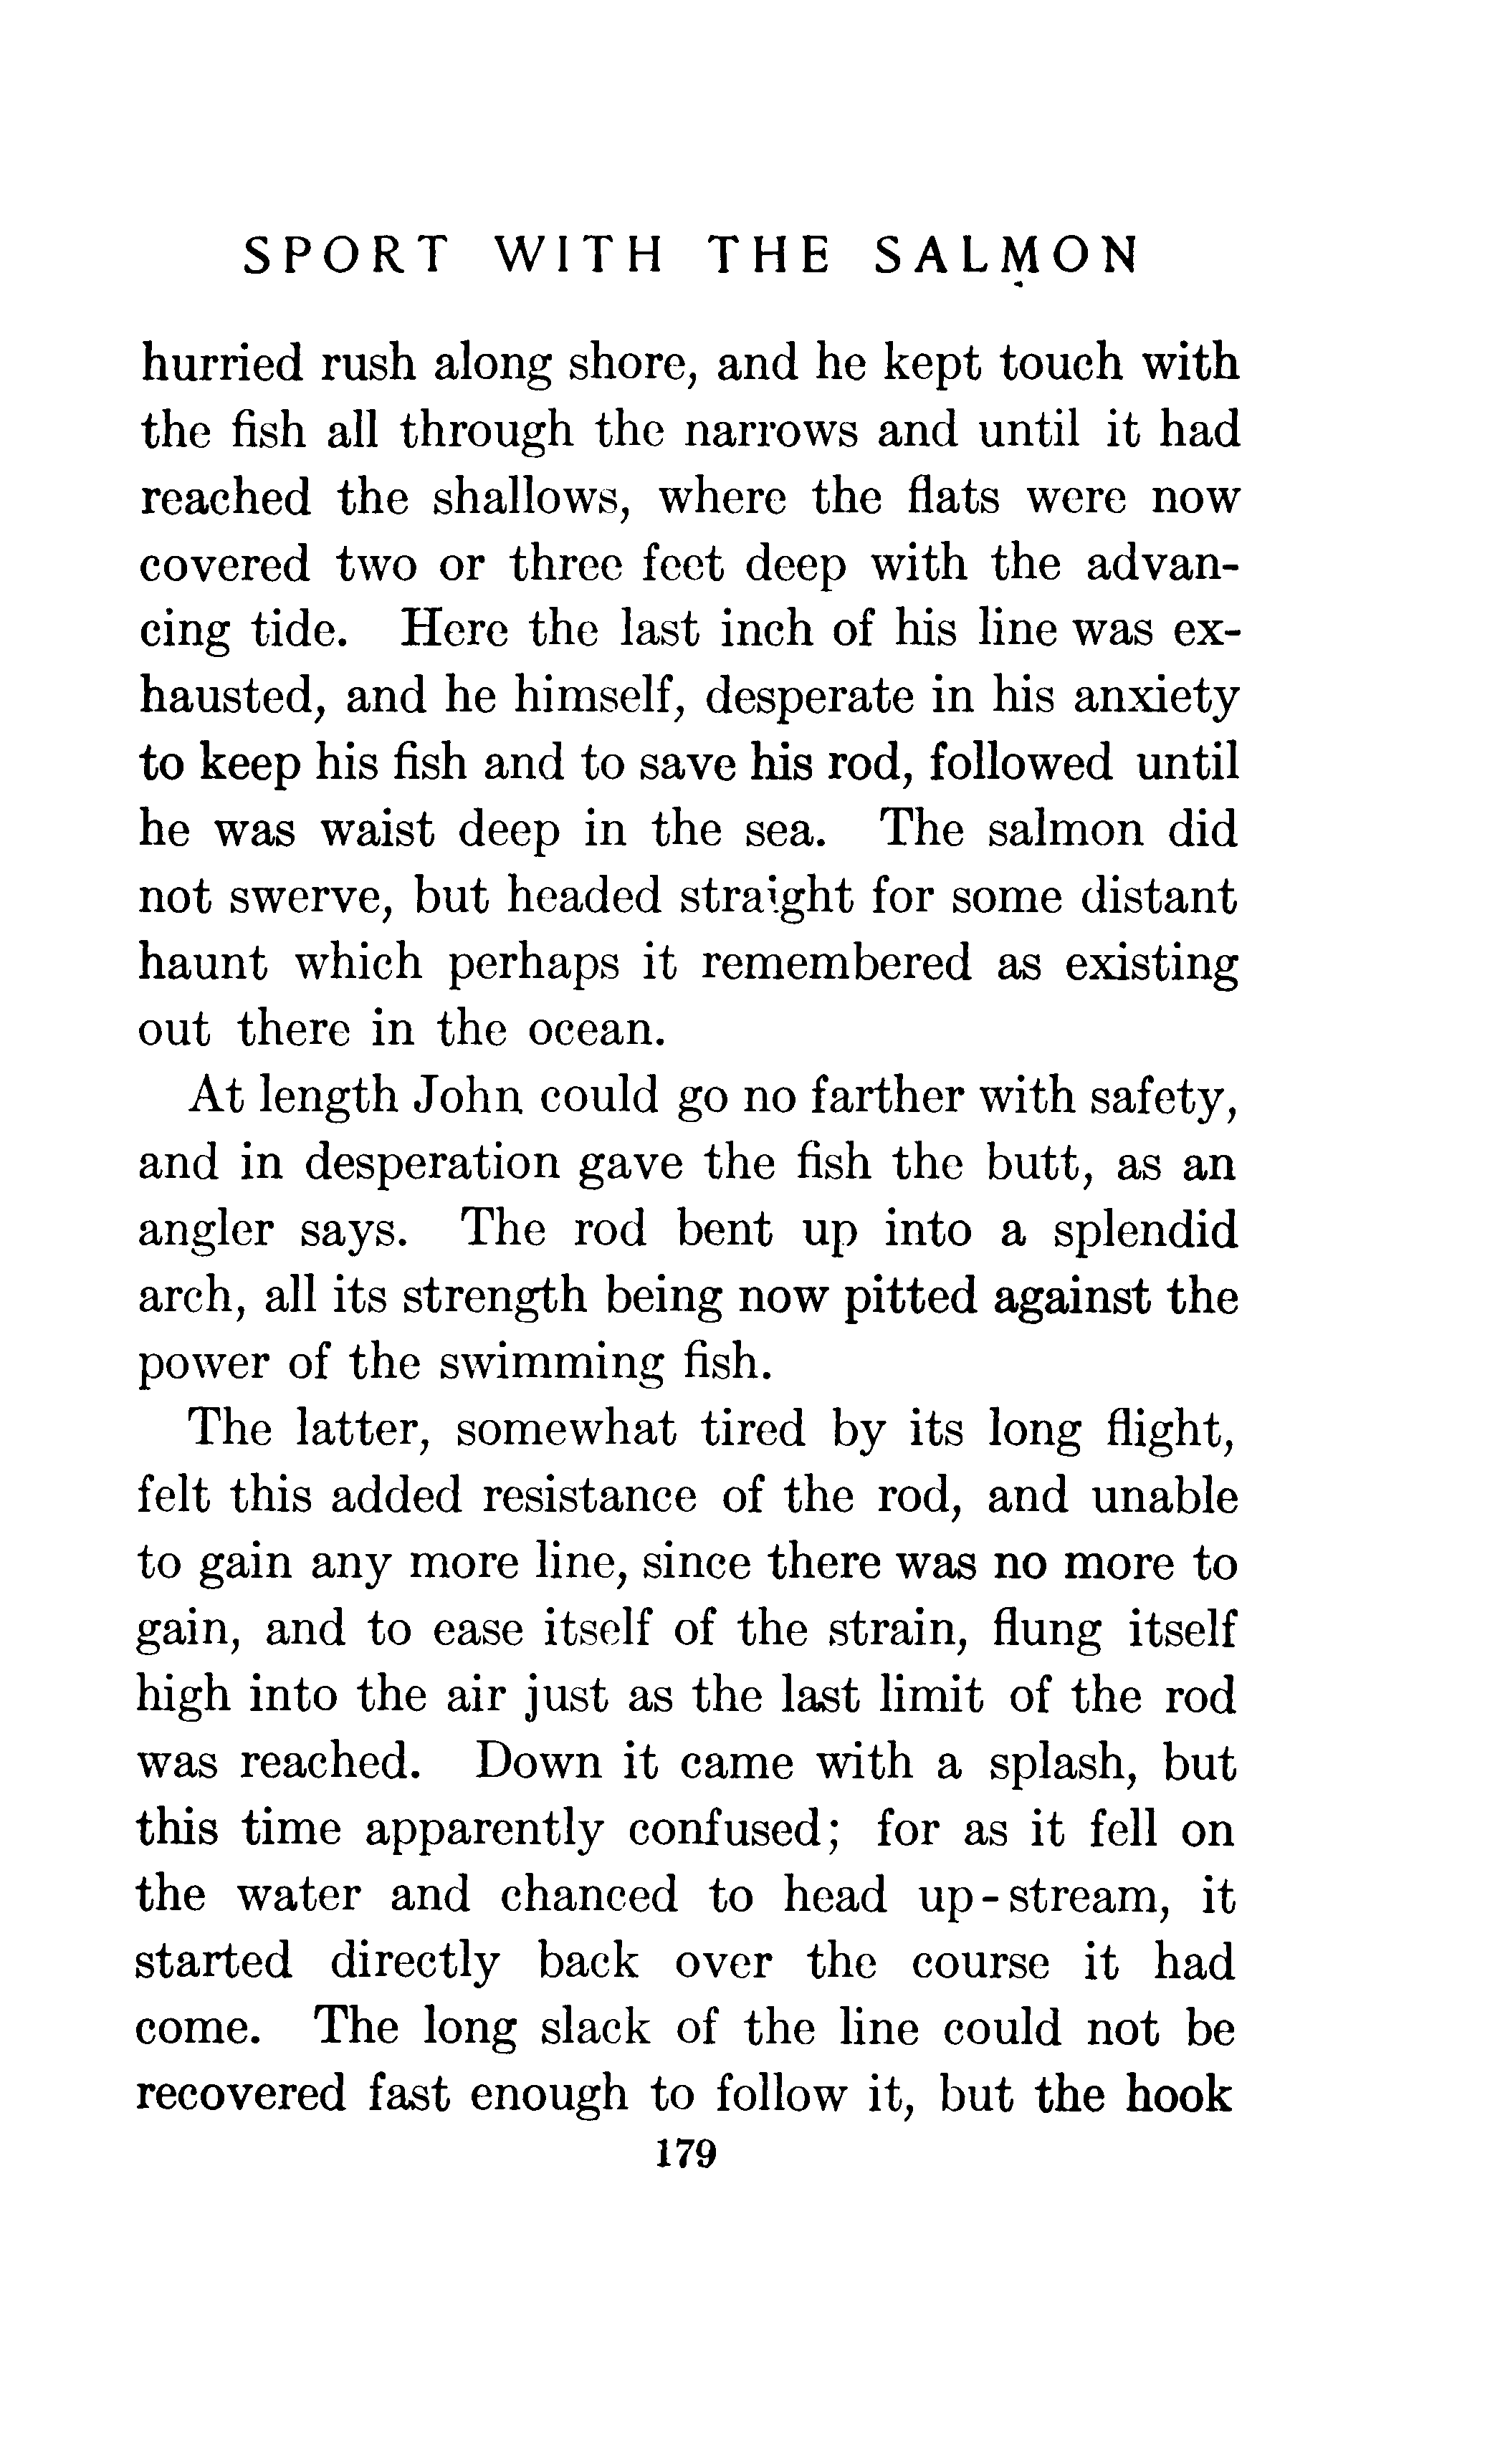 SPORT WITH THE SALMON
hurried rush along shore, and he kept touch with
the fish all through the narrows and until it had
reached the shallows, where the flats were now
covered two or three feet deep with the advan-
cing tide. Here the last inch of his line was ex-
hausted, and he himself, desperate in his anxiety
to keep his fish and to save his rod, followed until
he was waist deep in the sea. The salmon did
not swerve, but headed straight for some distant
haunt which perhaps it remembered as existing
out there in the ocean.
At length John could go no farther with safety,
and in desperation gave the fish the butt, as an
angler says. The rod bent up into a splendid
arch, all its strength being now pitted against the
power of the swimming fish.
The latter, somewhat tired by its long flight,
felt this added resistance of the rod, and unable
to gain any more line, since there was no more to
gain, and to ease itself of the strain, flung itself
high into the air just as the last limit of the rod
was reached. Down it came with a splash, but
this time apparently confused; for as it fell on
the water and chanced to head up-stream, it
started directly back over the course it had
come. The long slack of the line could not be
recovered fast enough to follow it, but the hook
179